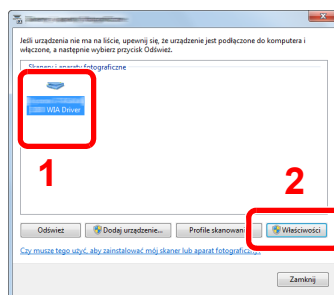 Jeśli urządzenia nie ma na liście, upewnij się, że urządzenie jest podłączone do komputera i
włączone, a następnie wybierz przycisk Odśwież.
Skanery i aparaty fotograficzne
WIA Driver
1
2
Odśwież
Dodaj urządzenie...
Profile skanowani
Właściwości
Czy muszę tego użyć, aby zainstalować mój skaner lub aparat fotograficzny?
Zamknij